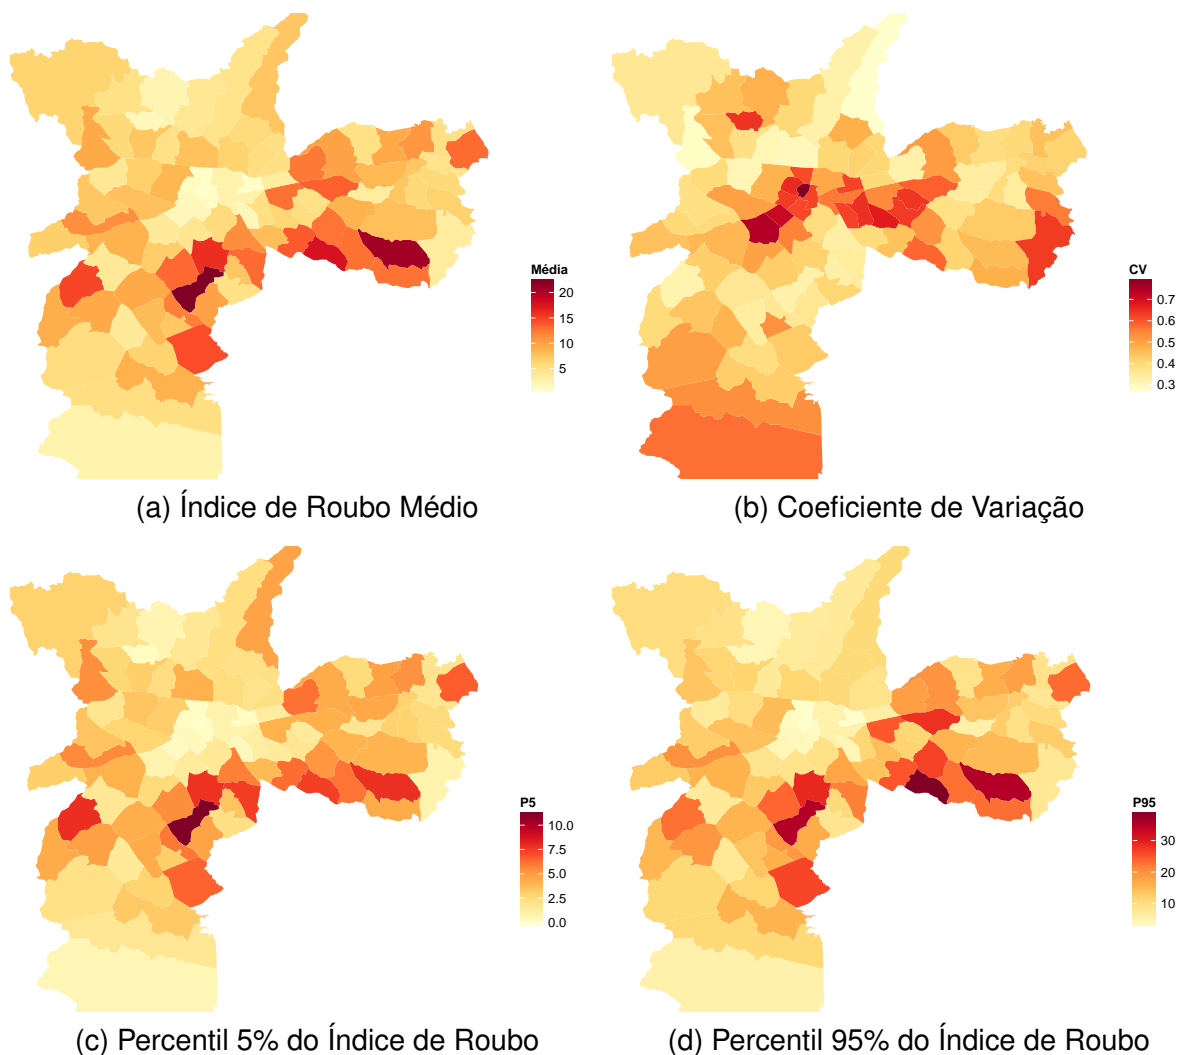 Média
20
15
10
5
CV
0.7
0.6
0.5
0.4
0.3
(a) Índice de Roubo Médio
(b) Coeficiente de Variação
P5
10.0
7.5
5.0
2.5
0.0
P95
30
20
10
(c) Percentil 5% do Índice de Roubo
(d) Percentil 95% do Índice de Roubo